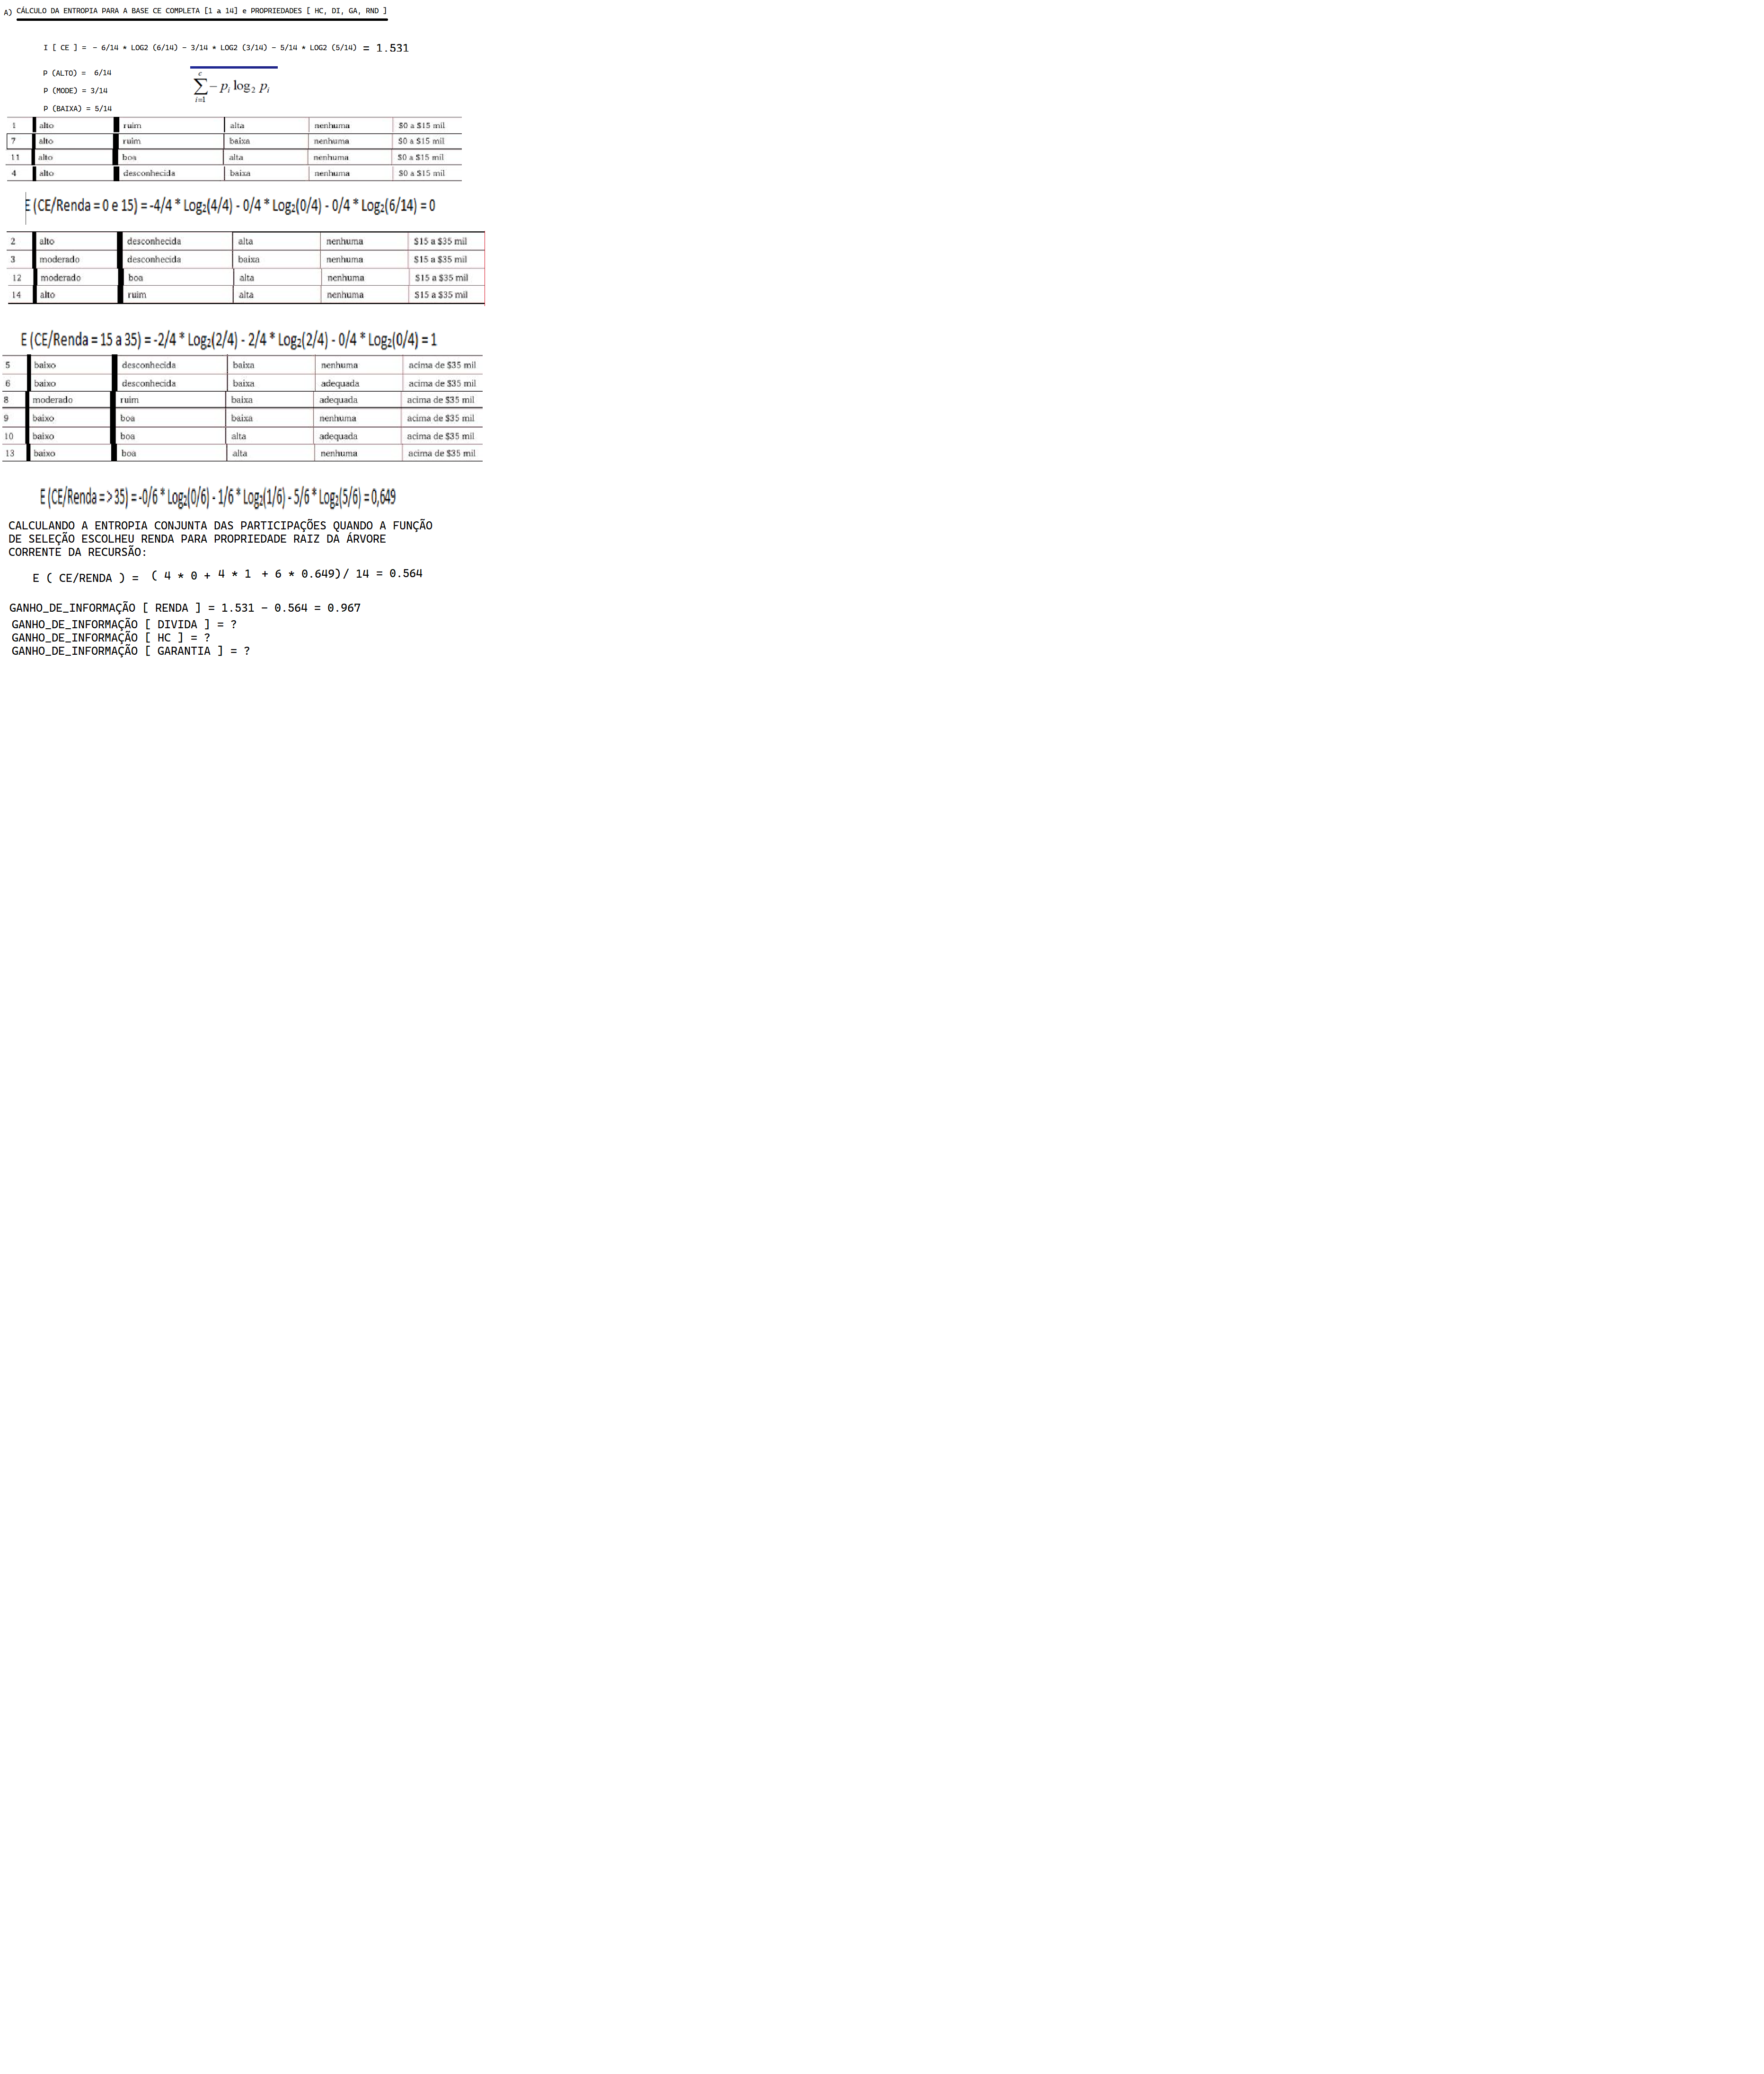 A) CÁLCULO DA ENTROPIA PARA A BASE CE COMPLETA [1 a 14] e PROPRIEDADES [ HC, DI, GA, RND ]
I [ CE ] = - 6/14 * LOG2 (6/14) - 3/14 * LOG2 (3/14) - 5/14 * LOG2 (5/14) = 1.531
P (ALTO) = 6/14
P (MODE) = 3/14
P (BAIXA) = 5/14
c
∑ - p_i log_2 p_i
i=1
1 alto ruim alta nenhuma $0 a $15 mil
7 alto ruim baixa nenhuma $0 a $15 mil
11 alto boa alta nenhuma $0 a $15 mil
4 alto desconhecida baixa nenhuma $0 a $15 mil
E (CE/Renda = 0 e 15) = -4/4 * Log₂(4/4) - 0/4 * Log₂(0/4) - 0/4 * Log₂(6/14) = 0
2 alto desconhecida alta nenhuma $15 a $35 mil
3 moderado desconhecida baixa nenhuma $15 a $35 mil
12 moderado boa alta nenhuma $15 a $35 mil
14 alto ruim alta nenhuma $15 a $35 mil
E (CE/Renda = 15 a 35) = -2/4 * Log₂(2/4) - 2/4 * Log₂(2/4) - 0/4 * Log₂(0/4) = 1
5 baixo desconhecida baixa nenhuma acima de $35 mil
6 baixo desconhecida baixa adequada acima de $35 mil
8 moderado ruim baixa adequada acima de $35 mil
9 baixo boa baixa nenhuma acima de $35 mil
10 baixo boa alta adequada acima de $35 mil
13 baixo boa alta nenhuma acima de $35 mil
E (CE/Renda = > 35) = -0/6 * Log₂(0/6) - 1/6 * Log₂(1/6) - 5/6 * Log₂(5/6) = 0,649
CALCULANDO A ENTROPIA CONJUNTA DAS PARTICIPAÇÕES QUANDO A FUNÇÃO
DE SELEÇÃO ESCOLHEU RENDA PARA PROPRIEDADE RAIZ DA ÁRVORE
CORRENTE DA RECURSÃO:
E ( CE/RENDA ) = ( 4 * 0 + 4 * 1 + 6 * 0.649)/ 14 = 0.564
GANHO_DE_INFORMAÇÃO [ RENDA ] = 1.531 - 0.564 = 0.967
GANHO_DE_INFORMAÇÃO [ DIVIDA ] = ?
GANHO_DE_INFORMAÇÃO [ HC ] = ?
GANHO_DE_INFORMAÇÃO [ GARANTIA ] = ?